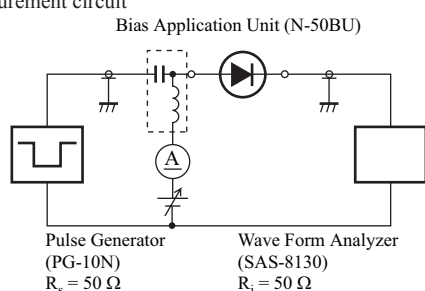 urement circuit
Bias Application Unit (N-50BU)
A
Pulse Generator
(PG-10N)
Rs = 50 Ω
Wave Form Analyzer
(SAS-8130)
Ri = 50 Ω